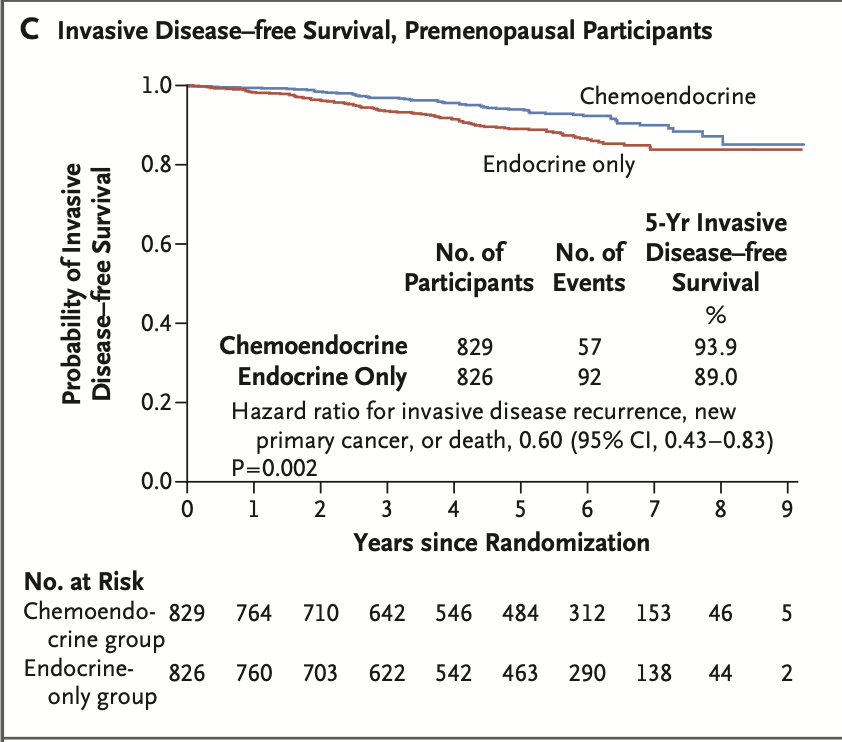 C Invasive Disease–free Survival, Premenopausal Participants
1.0
0.8
0.6
0.4
0.2
0.0
Probability of Invasive
Disease–free Survival
Chemoendocrine
Endocrine only
5-Yr Invasive
No. of No. of Disease–free
Participants Events Survival
%
Chemoendocrine 829 57 93.9
Endocrine Only 826 92 89.0
Hazard ratio for invasive disease recurrence, new
primary cancer, or death, 0.60 (95% CI, 0.43–0.83)
P=0.002
0 1 2 3 4 5 6 7 8 9
Years since Randomization
No. at Risk
Chemoendo- 829 764 710 642 546 484 312 153 46 5
crine group
Endocrine- 826 760 703 622 542 463 290 138 44 2
only group